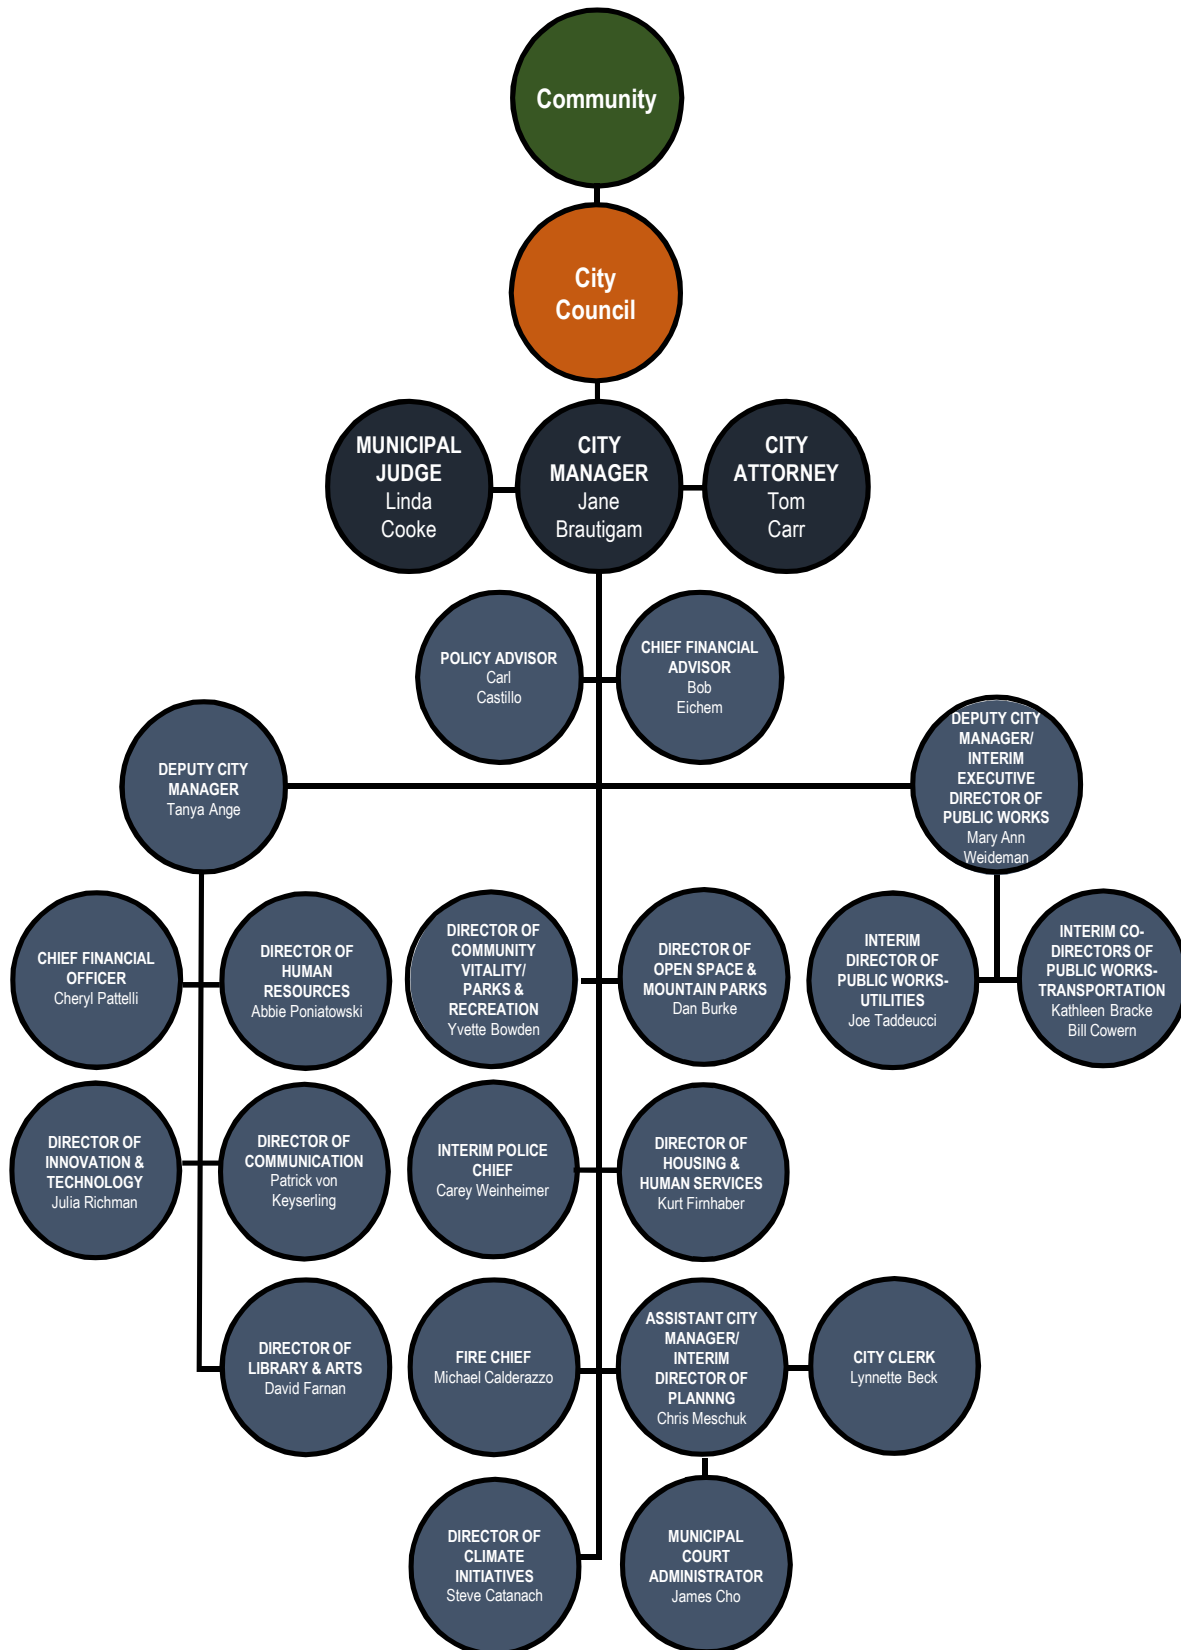 Community
City
Council
MUNICIPAL
JUDGE
Linda
Cooke
CITY
MANAGER
Jane
Brautigam
CITY
ATTORNEY
Tom
Carr
POLICY ADVISOR
Carl
Castillo
CHIEF FINANCIAL
ADVISOR
Bob
Eichem
DEPUTY CITY
MANAGER
Tanya Ange
DEPUTY CITY
MANAGER/
INTERIM
EXECUTIVE
DIRECTOR OF
PUBLIC WORKS
Mary Ann
Weideman
CHIEF FINANCIAL
OFFICER
Cheryl Pattelli
DIRECTOR OF
HUMAN
RESOURCES
Abbie Poniatowski
DIRECTOR OF
COMMUNITY
VITALITY/
PARKS &
RECREATION
Yvette Bowden
DIRECTOR OF
OPEN SPACE &
MOUNTAIN PARKS
Dan Burke
INTERIM
DIRECTOR OF
PUBLIC WORKS-
UTILITIES
Joe Taddeucci
INTERIM CO-
DIRECTORS OF
PUBLIC WORKS-
TRANSPORTATION
Kathleen Bracke
Bill Cowern
DIRECTOR OF
INNOVATION &
TECHNOLOGY
Julia Richman
DIRECTOR OF
COMMUNICATION
Patrick von
Keyserling
INTERIM POLICE
CHIEF
Carey Weinheimer
DIRECTOR OF
HOUSING &
HUMAN SERVICES
Kurt Firnhaber
DIRECTOR OF
LIBRARY & ARTS
David Farnan
FIRE CHIEF
Michael Calderazzo
ASSISTANT CITY
MANAGER/
INTERIM
DIRECTOR OF
PLANNNG
Chris Meschuk
CITY CLERK
Lynnette Beck
DIRECTOR OF
CLIMATE
INITIATIVES
Steve Catanach
MUNICIPAL
COURT
ADMINISTRATOR
James Cho